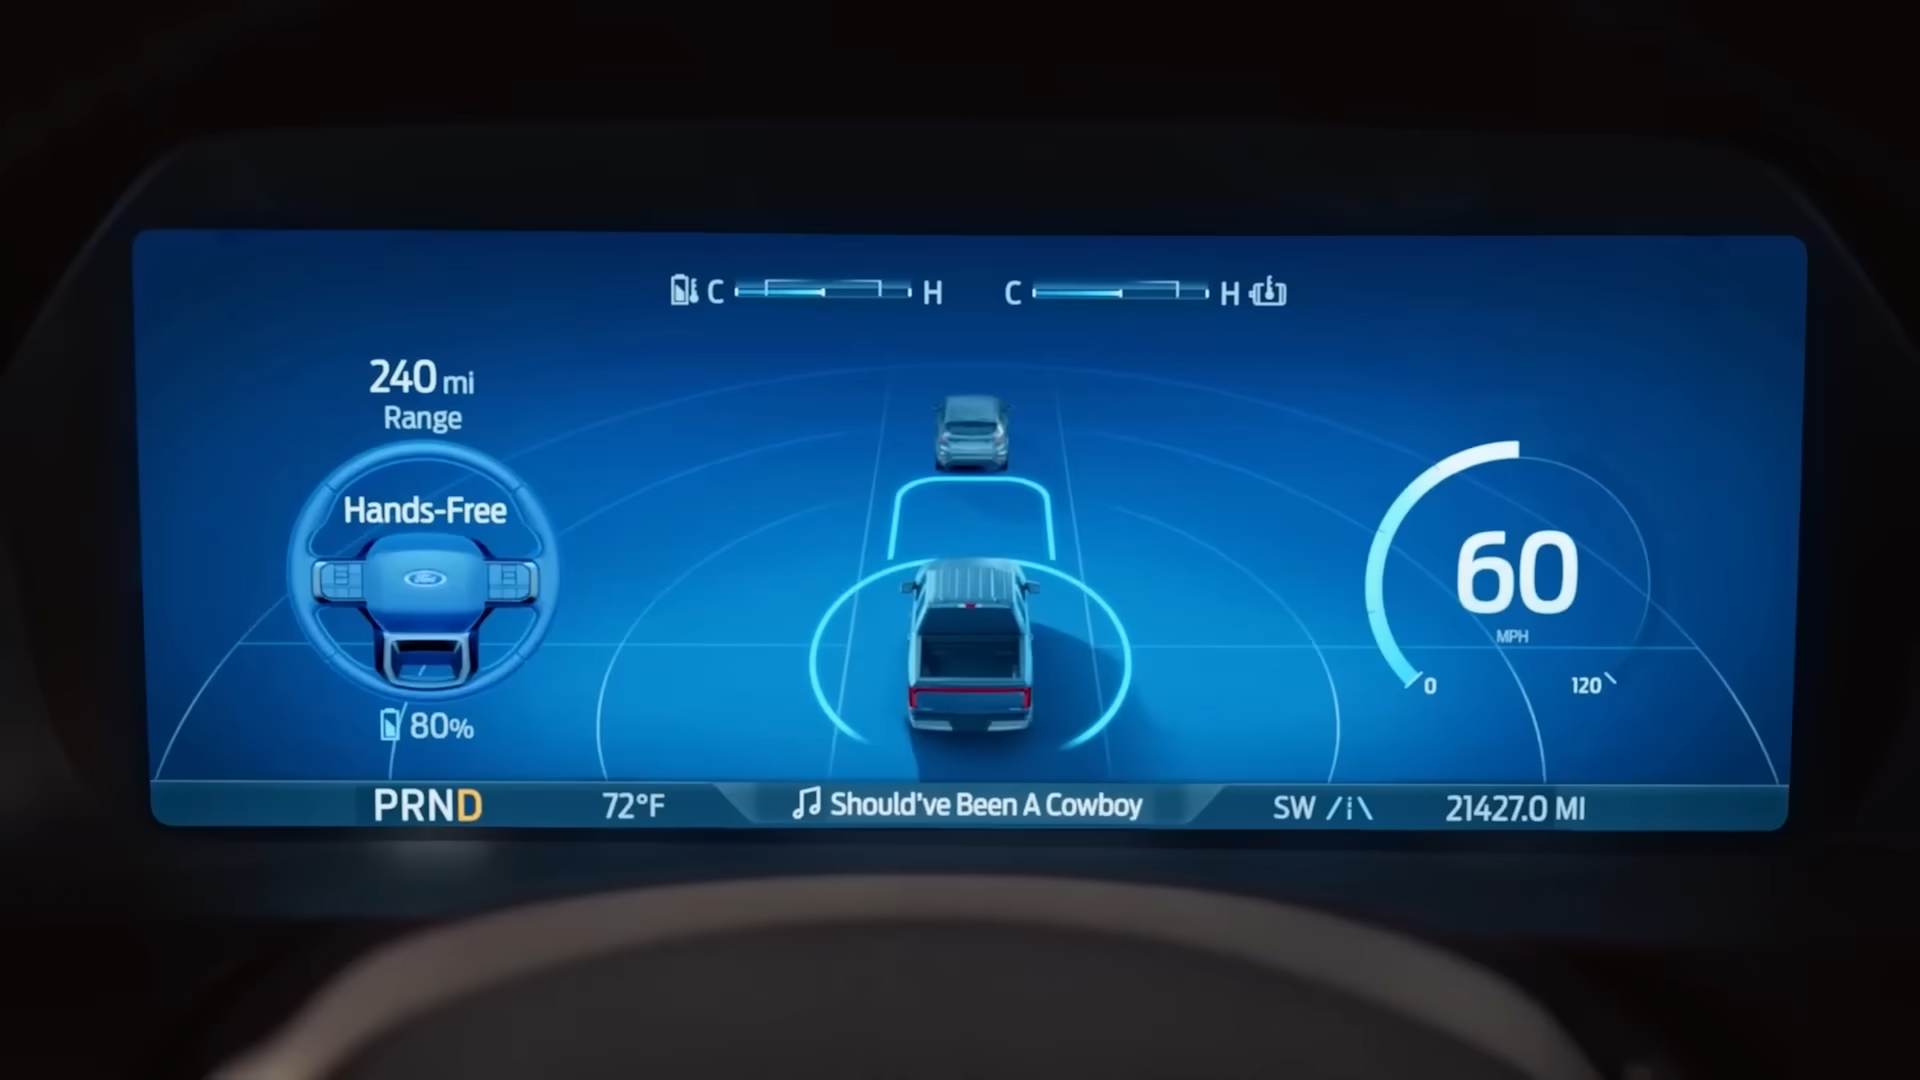 C H C H
240 mi
Range
Hands-Free
Ford
80%
60
MPH
0 120
PRND 72°F Should've Been A Cowboy SW 21427.0 MI